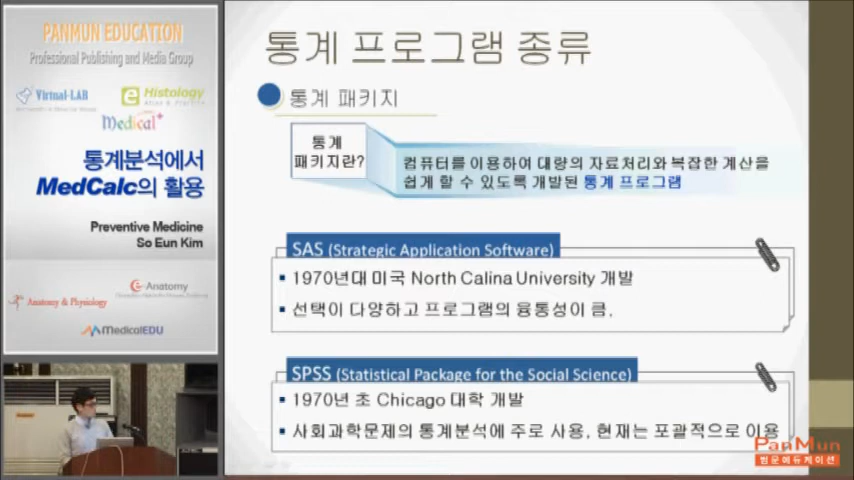 PANMUN EDUCATION
Professional Publishing and Media Group
Virtual-LAB
Histology
Medical+
통계분석에서
MedCalc의 활용
Preventive Medicine
So Eun Kim
e-Anatomy
Anatomy & Physiology
MedicalEDU
통계 프로그램 종류
통계 패키지
통계
패키지란?
컴퓨터를 이용하여 대량의 자료처리와 복잡한 계산을
쉽게 할 수 있도록 개발된 통계 프로그램
SAS (Strategic Application Software)
1970년대 미국 North Calina University 개발
선택이 다양하고 프로그램의 융통성이 큼.
SPSS (Statistical Package for the Social Science)
1970년 초 Chicago 대학 개발
사회과학문제의 통계분석에 주로 사용, 현재는 포괄적으로 이용
PanMun
범문에듀케이션